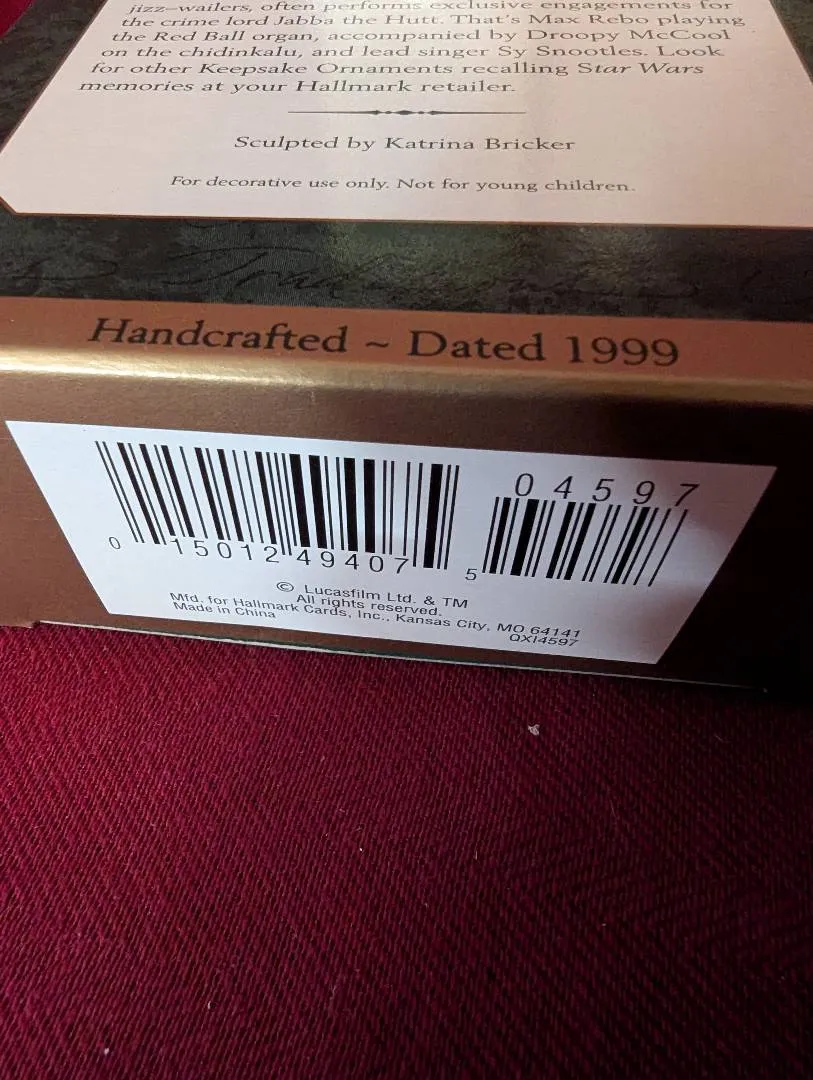 jizz–wailers, often performs exclusive engagements for
the crime lord Jabba the Hutt. That's Max Rebo playing
the Red Ball organ, accompanied by Droopy McCool
on the chidinkalu, and lead singer Sy Snootles. Look
for other Keepsake Ornaments recalling Star Wars
memories at your Hallmark retailer.
Sculpted by Katrina Bricker
For decorative use only. Not for young children.
Handcrafted ~ Dated 1999
04597
0 15012 49407 5
© Lucasfilm Ltd. & TM
All rights reserved.
Mfd. for Hallmark Cards, Inc., Kansas City, MO 64141
Made in China QXI4597